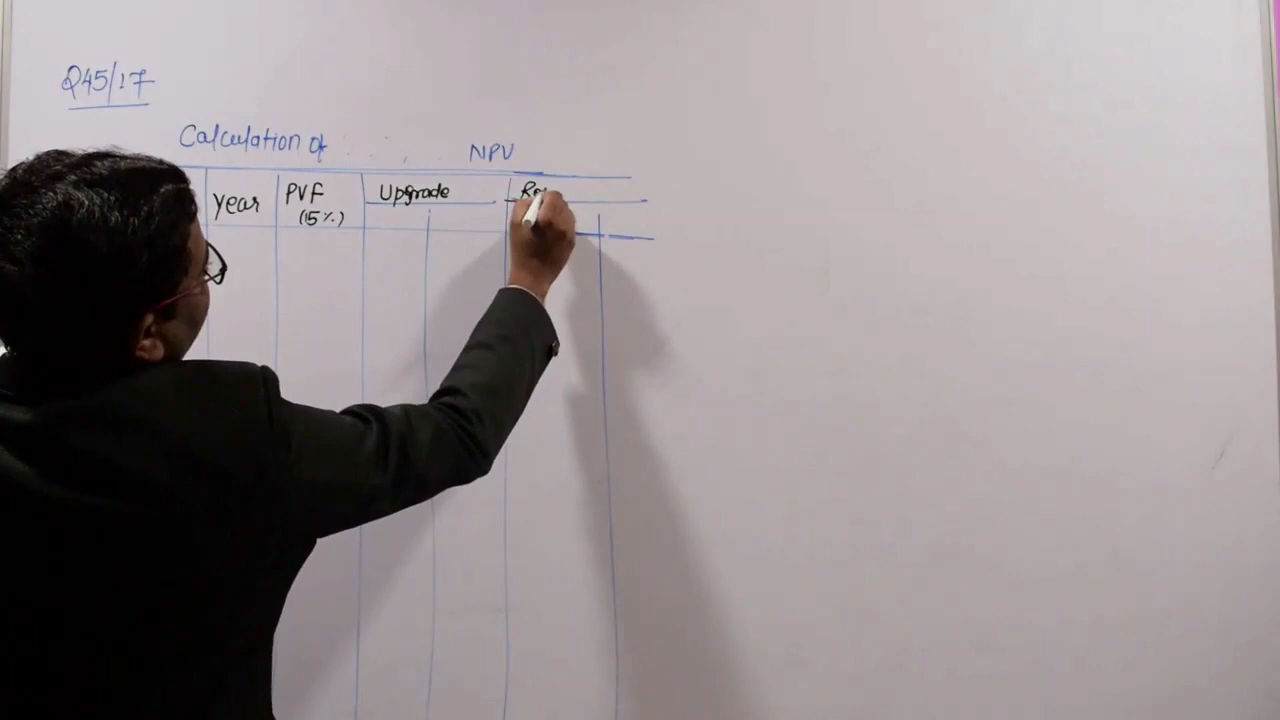 Q45/17
Calculation of NPV
Year PVF Upgrade
(15%)